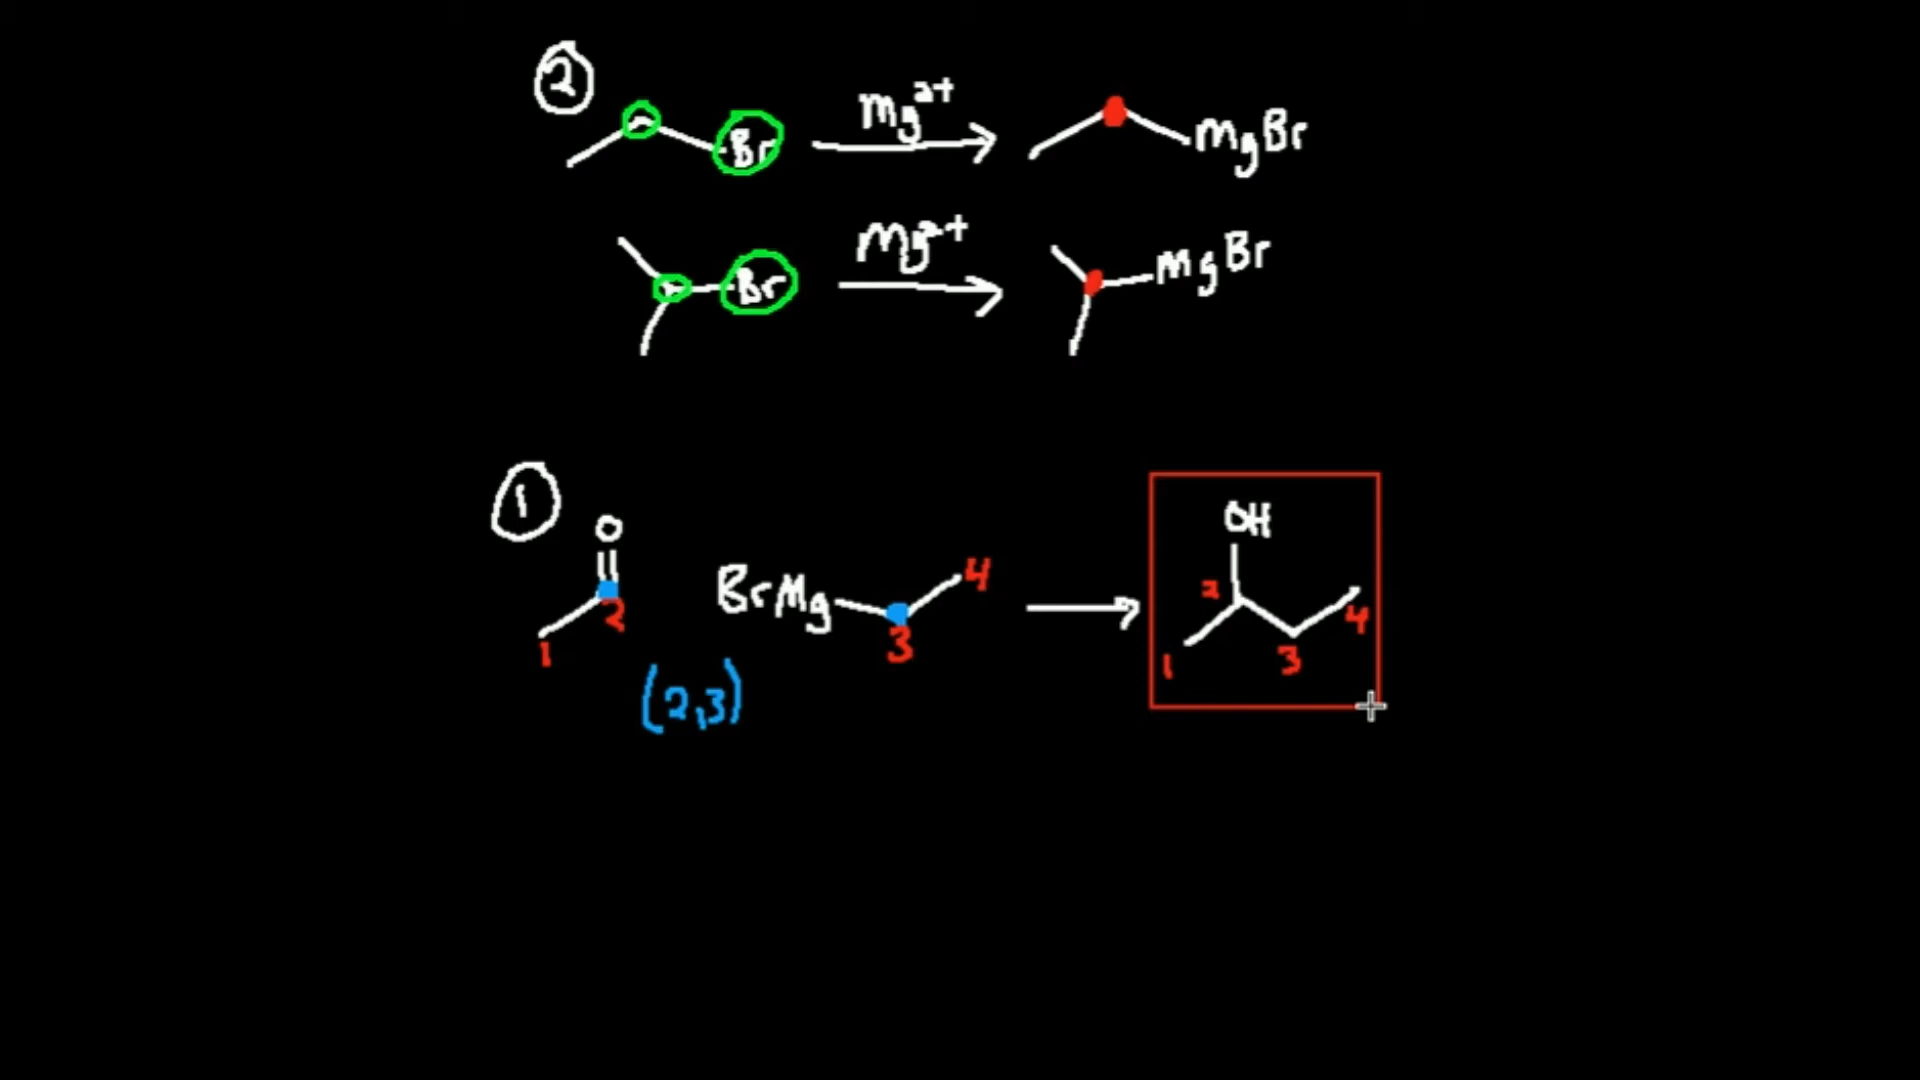 2
Br Mg2+ MgBr
Br Mg2+ MgBr
1
O OH
1 2 BrMg 3 4 1 2 3 4
(2,3)